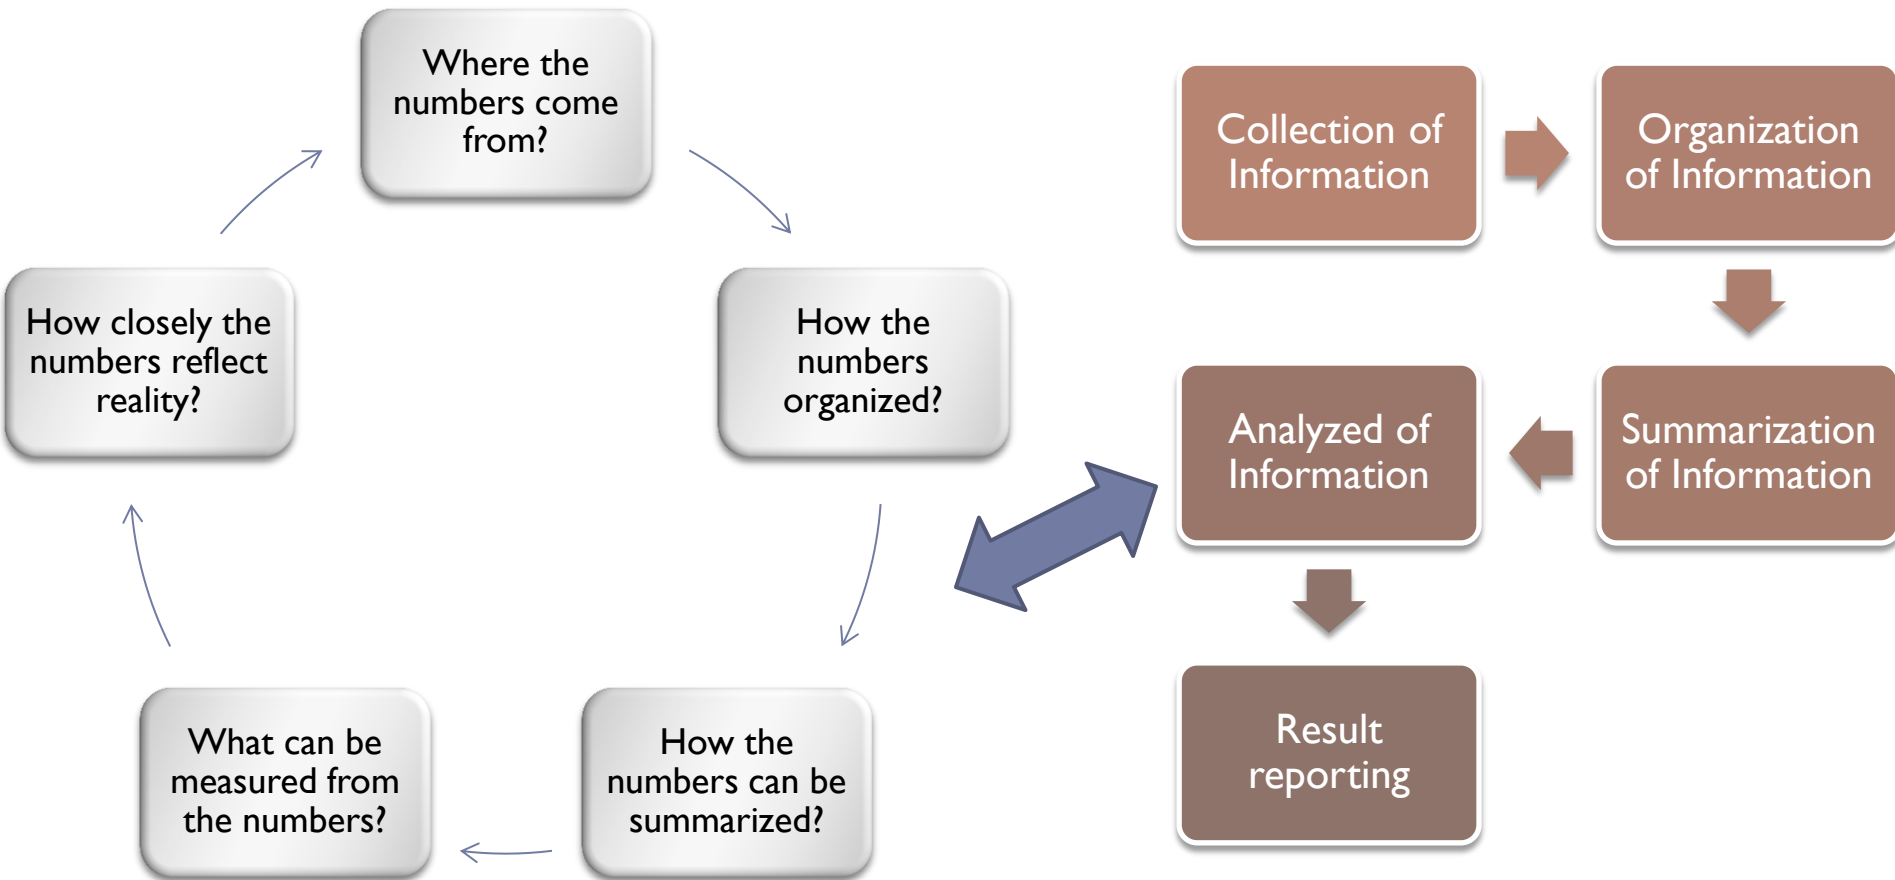 Where the
numbers come
from?
How the
numbers
organized?
How the
numbers can be
summarized?
What can be
measured from
the numbers?
How closely the
numbers reflect
reality?
Collection of
Information
Organization
of Information
Summarization
of Information
Analyzed of
Information
Result
reporting